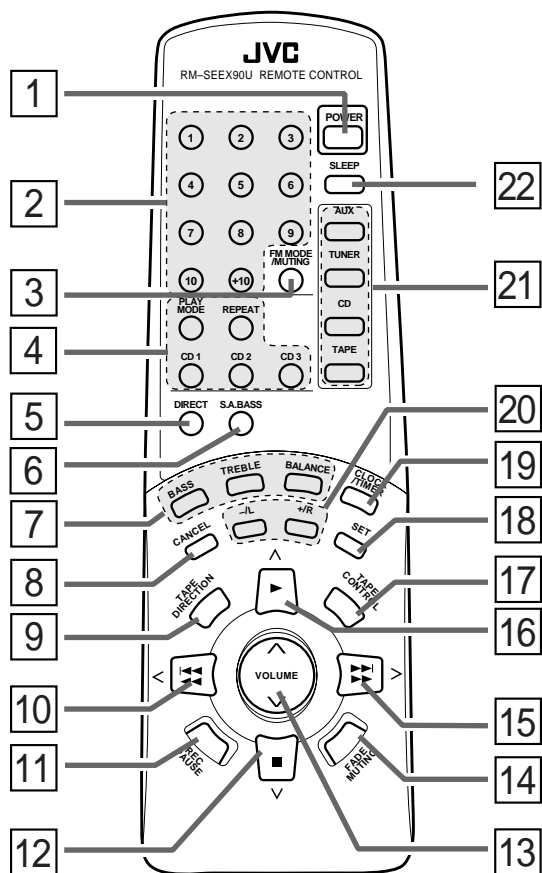 JVC
RM–SEEX90U REMOTE CONTROL
1
POWER
1 2 3
SLEEP
22
4 5 6
2
AUX
7 8 9
TUNER
FM MODE
/MUTING
21
3
10 +10
CD
PLAY
MODE
REPEAT
4
TAPE
CD 1 CD 2 CD 3
5
DIRECT S.A.BASS
20
6
19
7
BASS TREBLE BALANCE
CLOCK
/TIMER
–/L +/R
18
8
CANCEL
SET
17
9
TAPE
DIRECTION
TAPE
CONTROL
16
10
VOLUME
15
11
REC
PAUSE
FADE
MUTING
14
12
13